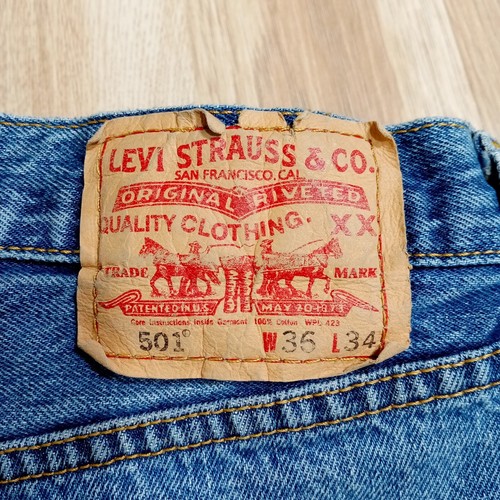 LEVI STRAUSS & CO.
SAN FRANCISCO, CAL.
ORIGINAL RIVETED
QUALITY CLOTHING. XX
TRADE MARK
PATENTED IN U.S. MAY 20 1873
Care Instructions Inside Garment 100% Cotton WPL 423
501® W 36 L 34